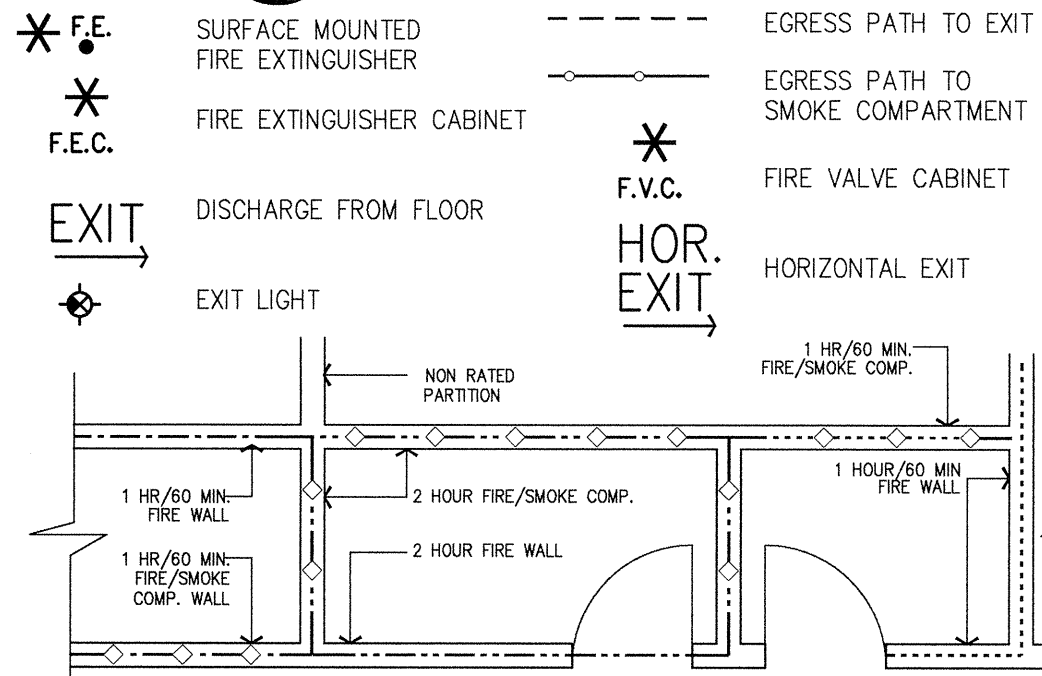 F.E.
SURFACE MOUNTED
FIRE EXTINGUISHER
F.E.C.
FIRE EXTINGUISHER CABINET
EXIT
DISCHARGE FROM FLOOR
EXIT LIGHT
EGRESS PATH TO EXIT
EGRESS PATH TO
SMOKE COMPARTMENT
F.V.C.
FIRE VALVE CABINET
HOR.
EXIT
HORIZONTAL EXIT
NON RATED
PARTITION
1 HR/60 MIN.
FIRE/SMOKE COMP.
1 HR/60 MIN.
FIRE WALL
2 HOUR FIRE/SMOKE COMP.
1 HOUR/60 MIN
FIRE WALL
1 HR/60 MIN.
FIRE/SMOKE
COMP. WALL
2 HOUR FIRE WALL